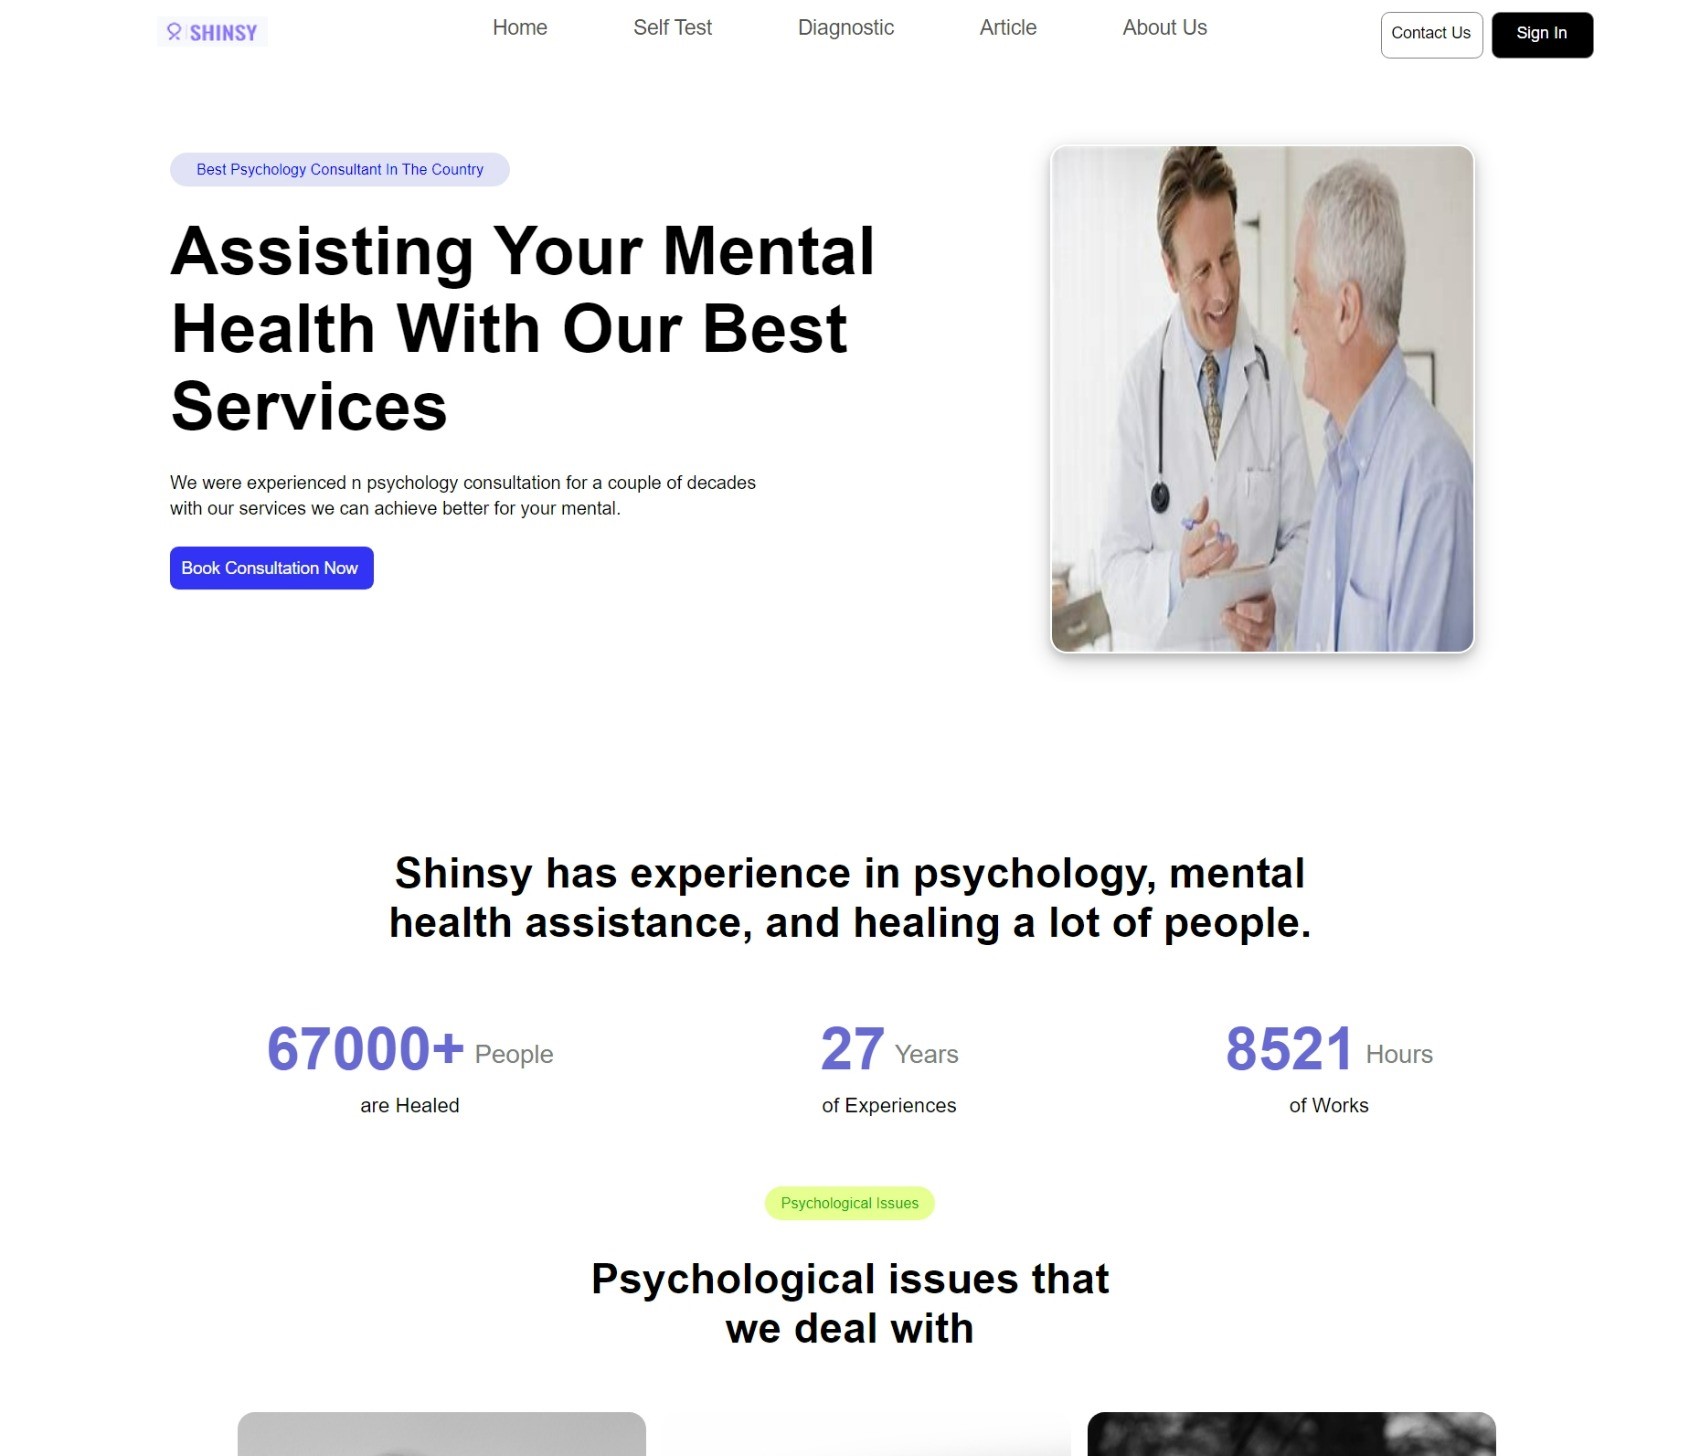 SHINSY
Home
Self Test
Diagnostic
Article
About Us
Contact Us
Sign In
Best Psychology Consultant In The Country
Assisting Your Mental
Health With Our Best
Services
We were experienced n psychology consultation for a couple of decades
with our services we can achieve better for your mental.
Book Consultation Now
Shinsy has experience in psychology, mental
health assistance, and healing a lot of people.
67000+ People
are Healed
27 Years
of Experiences
8521 Hours
of Works
Psychological Issues
Psychological issues that
we deal with